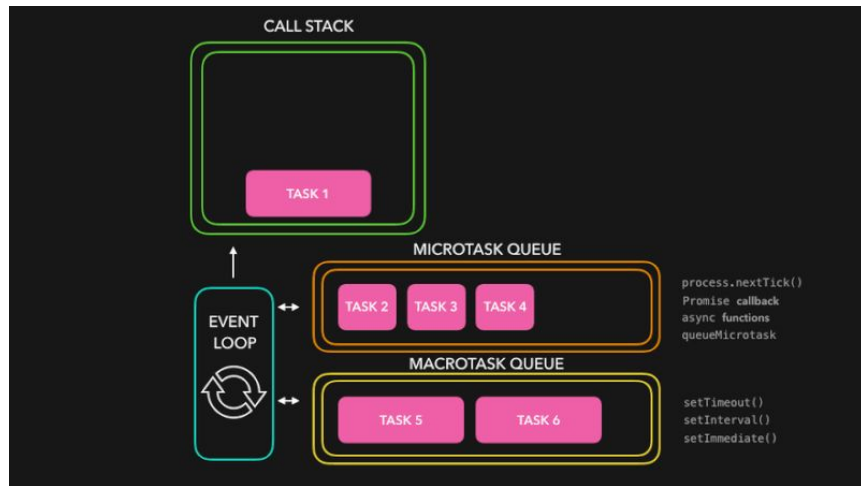 CALL STACK
TASK 1
MICROTASK QUEUE
TASK 2 TASK 3 TASK 4
process.nextTick()
Promise callback
async functions
queueMicrotask
EVENT
LOOP
MACROTASK QUEUE
TASK 5 TASK 6
setTimeout()
setInterval()
setImmediate()